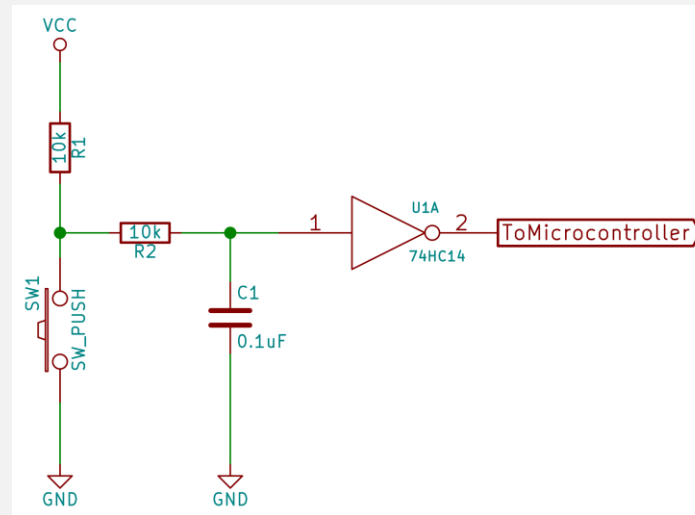 VCC
10k
R1
10k
R2
SW1
SW_PUSH
GND
C1
0.1uF
GND
1
U1A
74HC14
2
ToMicrocontroller